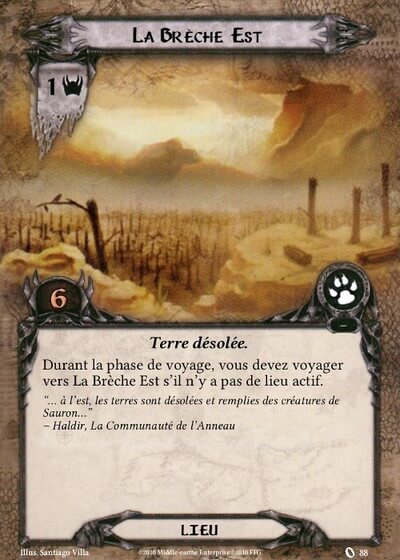 La Brèche Est
1
6
–
Terre désolée.
Durant la phase de voyage, vous devez voyager
vers La Brèche Est s'il n'y a pas de lieu actif.
“... à l'est, les terres sont désolées et remplies des créatures de
Sauron...”
– Haldir, La Communauté de l'Anneau
LIEU
Illus. Santiago Villa
©2010 Middle-earthe Enterprise ©2010 FFG
88